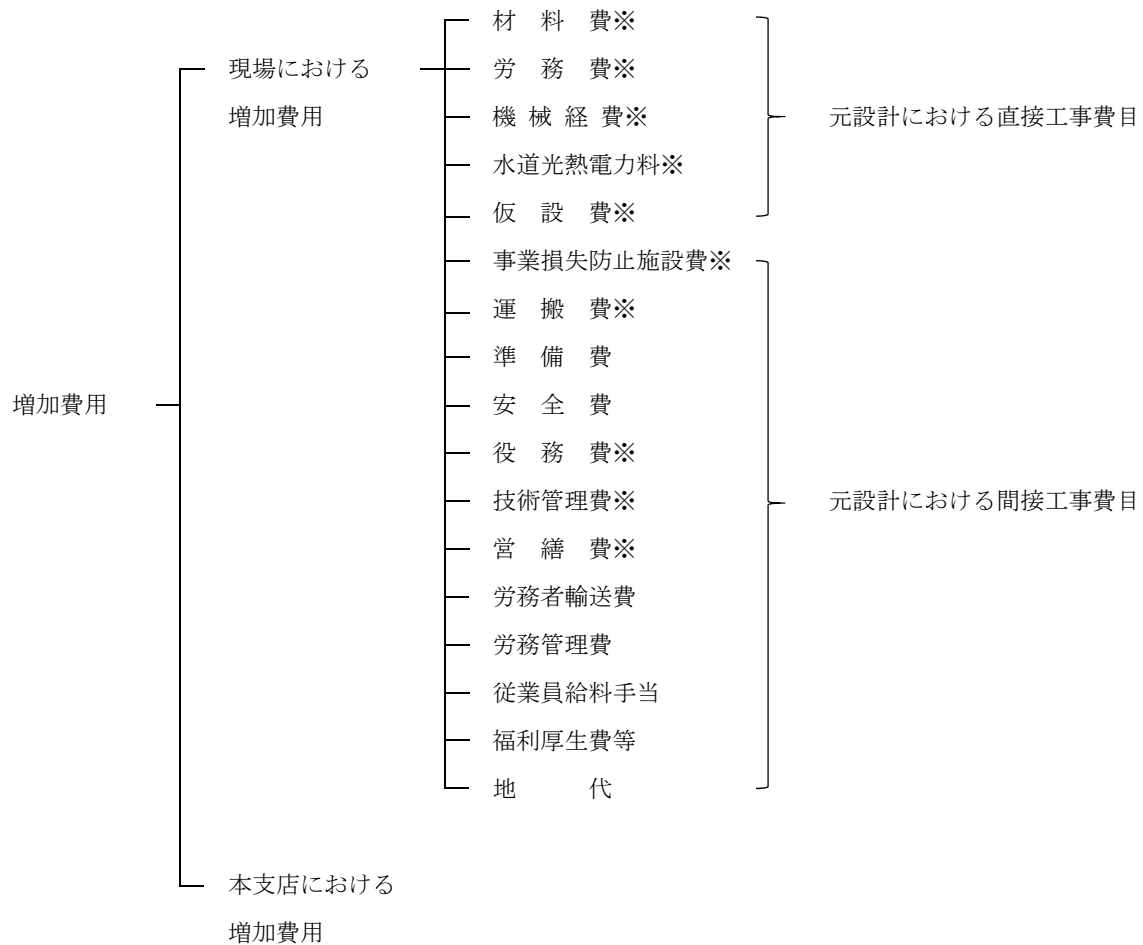 材　料　費※
現場における
労　務　費※
増加費用
機 械 経 費※
元設計における直接工事費目
水道光熱電力料※
仮　設　費※
事業損失防止施設費※
運　搬　費※
準　備　費
増加費用
安　全　費
役　務　費※
技術管理費※
元設計における間接工事費目
営　繕　費※
労務者輸送費
労務管理費
従業員給料手当
福利厚生費等
地　　　代
本支店における
増加費用